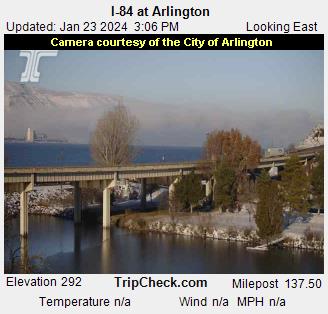 I-84 at Arlington
Updated: Jan 23 2024 3:06 PM Looking East
Camera courtesy of the City of Arlington
Elevation 292 TripCheck.com Milepost 137.50
Temperature n/a Wind n/a MPH n/a